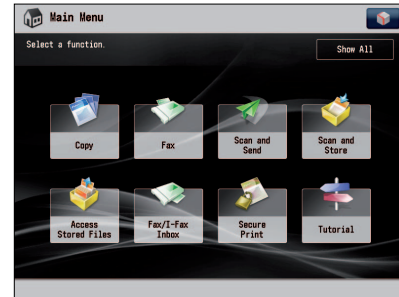 Main Menu
Select a function.
Show All
Copy
Fax
Scan and
Send
Scan and
Store
Access
Stored Files
Fax/I-Fax
Inbox
Secure
Print
Tutorial